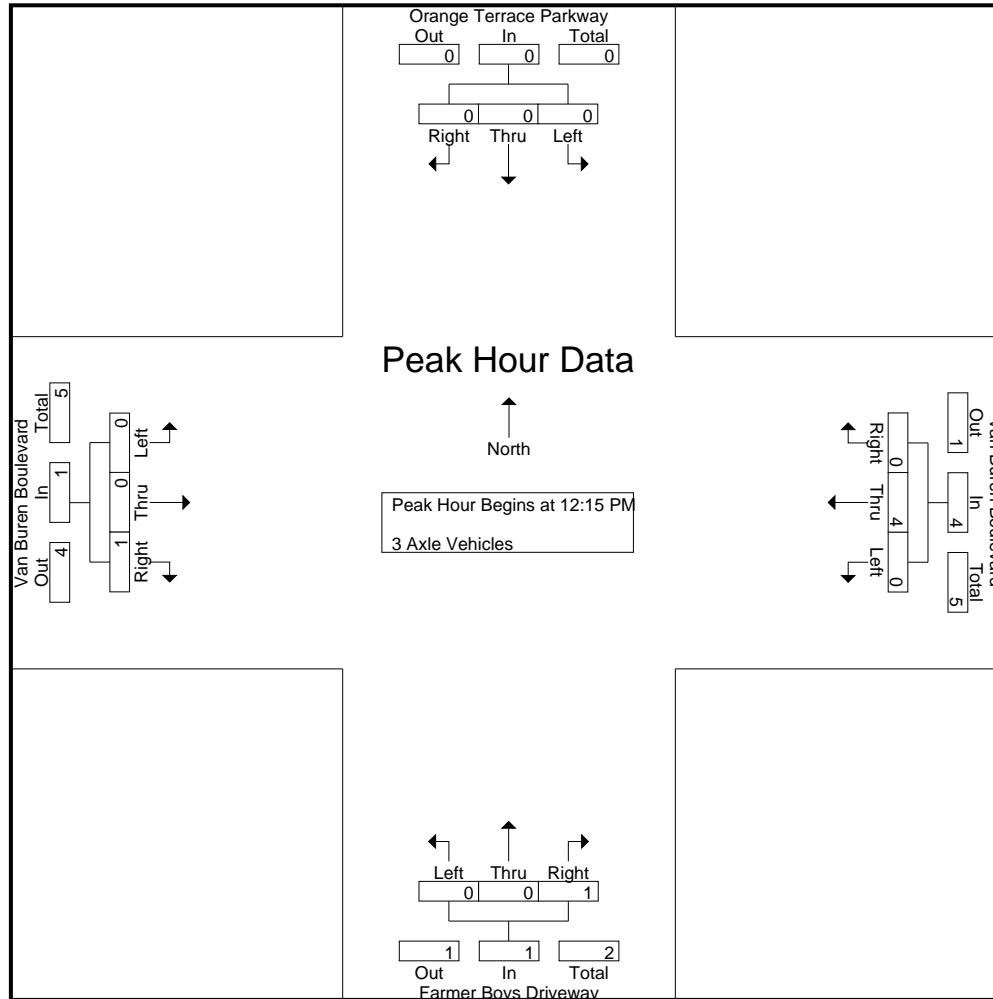 Orange Terrace Parkway
Out In Total
0 0 0
0 0 0
Right Thru Left
Peak Hour Data
North
Peak Hour Begins at 12:15 PM
3 Axle Vehicles
Van Buren Boulevard
Total In Out
5 1 4
0 0 1
Left Thru Right
Right Thru Left
0 4 0
1 4 5
Out In Total
Left Thru Right
0 0 1
1 1 2
Out In Total
Farmer Boys Driveway